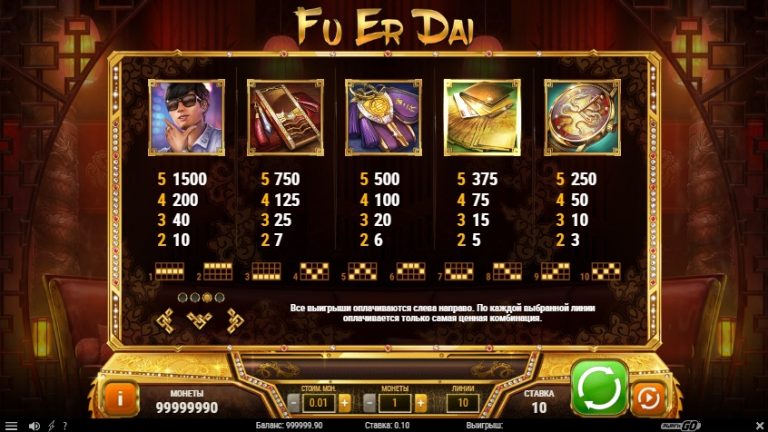 FU ER DAI
5 1500
4 200
3 40
2 10
5 750
4 125
3 25
2 7
5 500
4 100
3 20
2 6
5 375
4 75
3 15
2 5
5 250
4 50
3 10
2 3
1 2 3 4 5 6 7 8 9 10
Все выигрыши оплачиваются слева направо. По каждой выбранной линии
оплачивается только самая ценная комбинация.
i
МОНЕТЫ
99999990
СТОИМ. МОН.
- 0.01 +
МОНЕТЫ
- 1 +
ЛИНИИ
10
СТАВКА
10
Баланс: 999999.90 Ставка: 0.10 Выигрыш:
?
PLAY'N GO